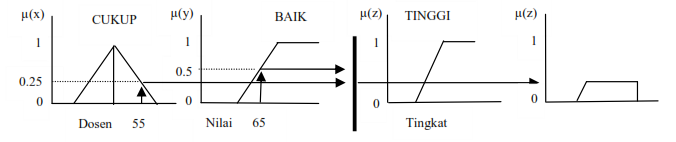 μ(x) CUKUP μ(y) BAIK μ(z) TINGGI μ(z)
1 1 1 1
0.5
0.25
0 0 0 0
Dosen 55 Nilai 65 Tingkat